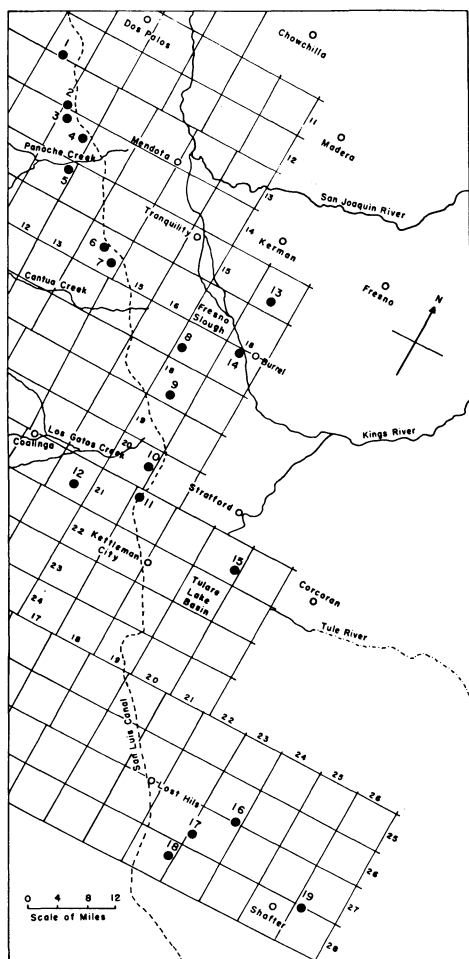 Dos Palos
Chowchilla
1
2
3
4
11
12
Madera
Mendota
Panoche Creek
5
13
San Joaquin River
14
Tranquility
Kerman
12
13
6
7
15
15
16
Cantua Creek
13
Fresno
N
Fresno
Slough
18
8
14
Burrel
18
9
19
Kings River
Los Gatos Creek
20
Coalinga
10
12
21
11
Stratford
22
Kettleman
City
15
23
Tulare
Lake
Basin
Corcoran
24
17
18
19
20
21
22
23
24
25
26
Tule River
San Luis Canal
Lost Hils
16
17
18
25
26
27
28
19
Shafter
0 4 8 12
Scale of Miles